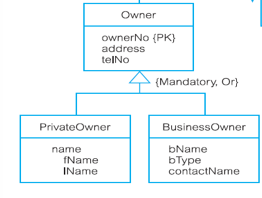 Owner
ownerNo {PK}
address
telNo
{Mandatory, Or}
PrivateOwner
name
fName
lName
BusinessOwner
bName
bType
contactName